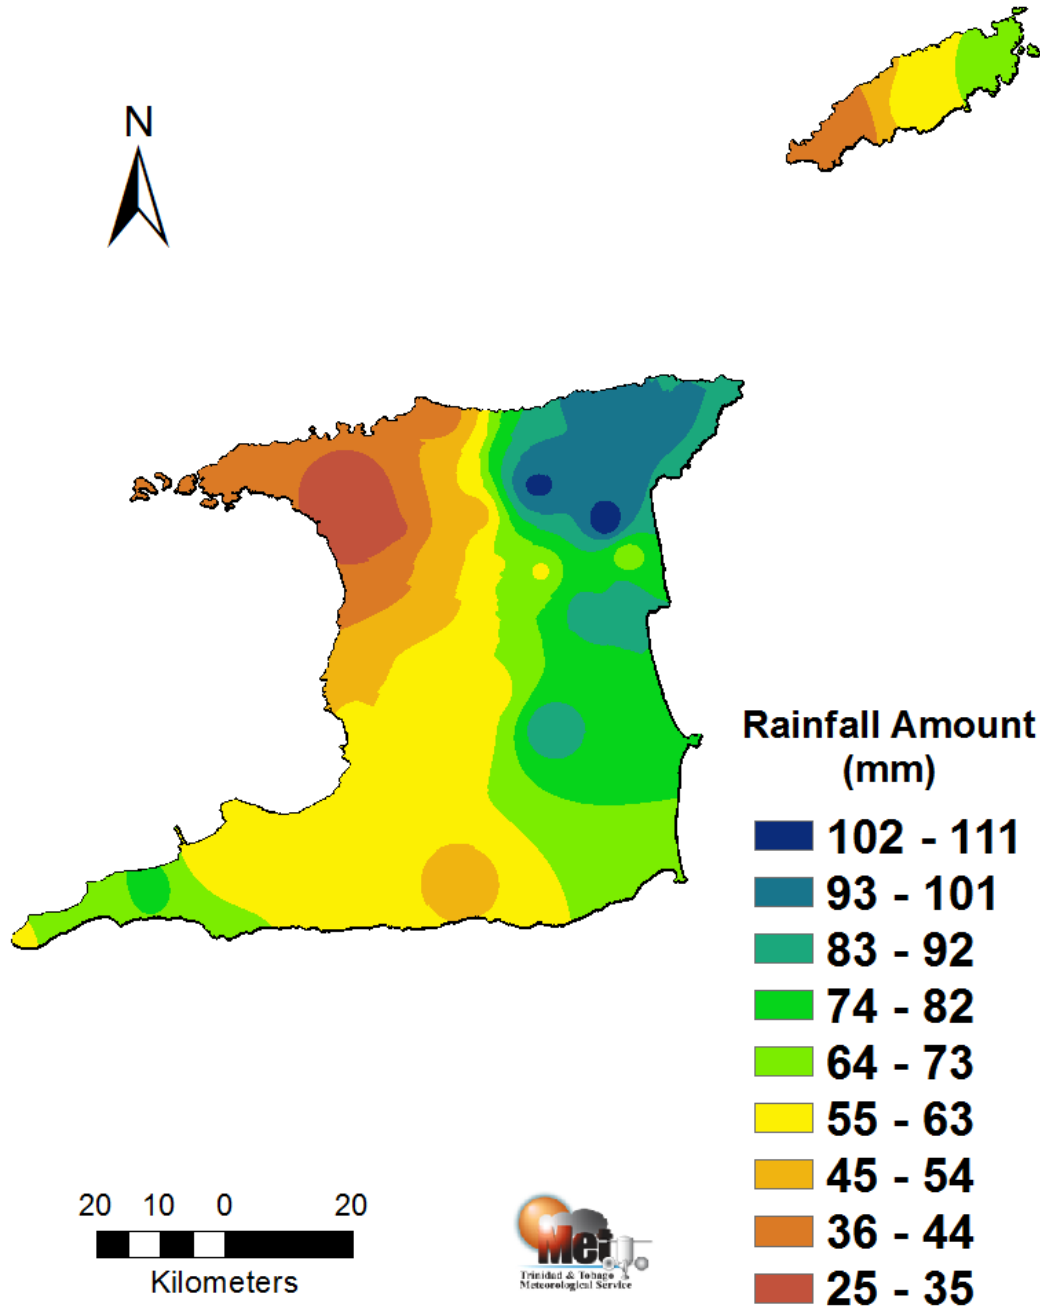 N
Rainfall Amount
(mm)
102 - 111
93 - 101
83 - 92
74 - 82
64 - 73
55 - 63
45 - 54
36 - 44
25 - 35
20 10 0 20
Kilometers
Met
Trinidad & Tobago
Meteorological Service